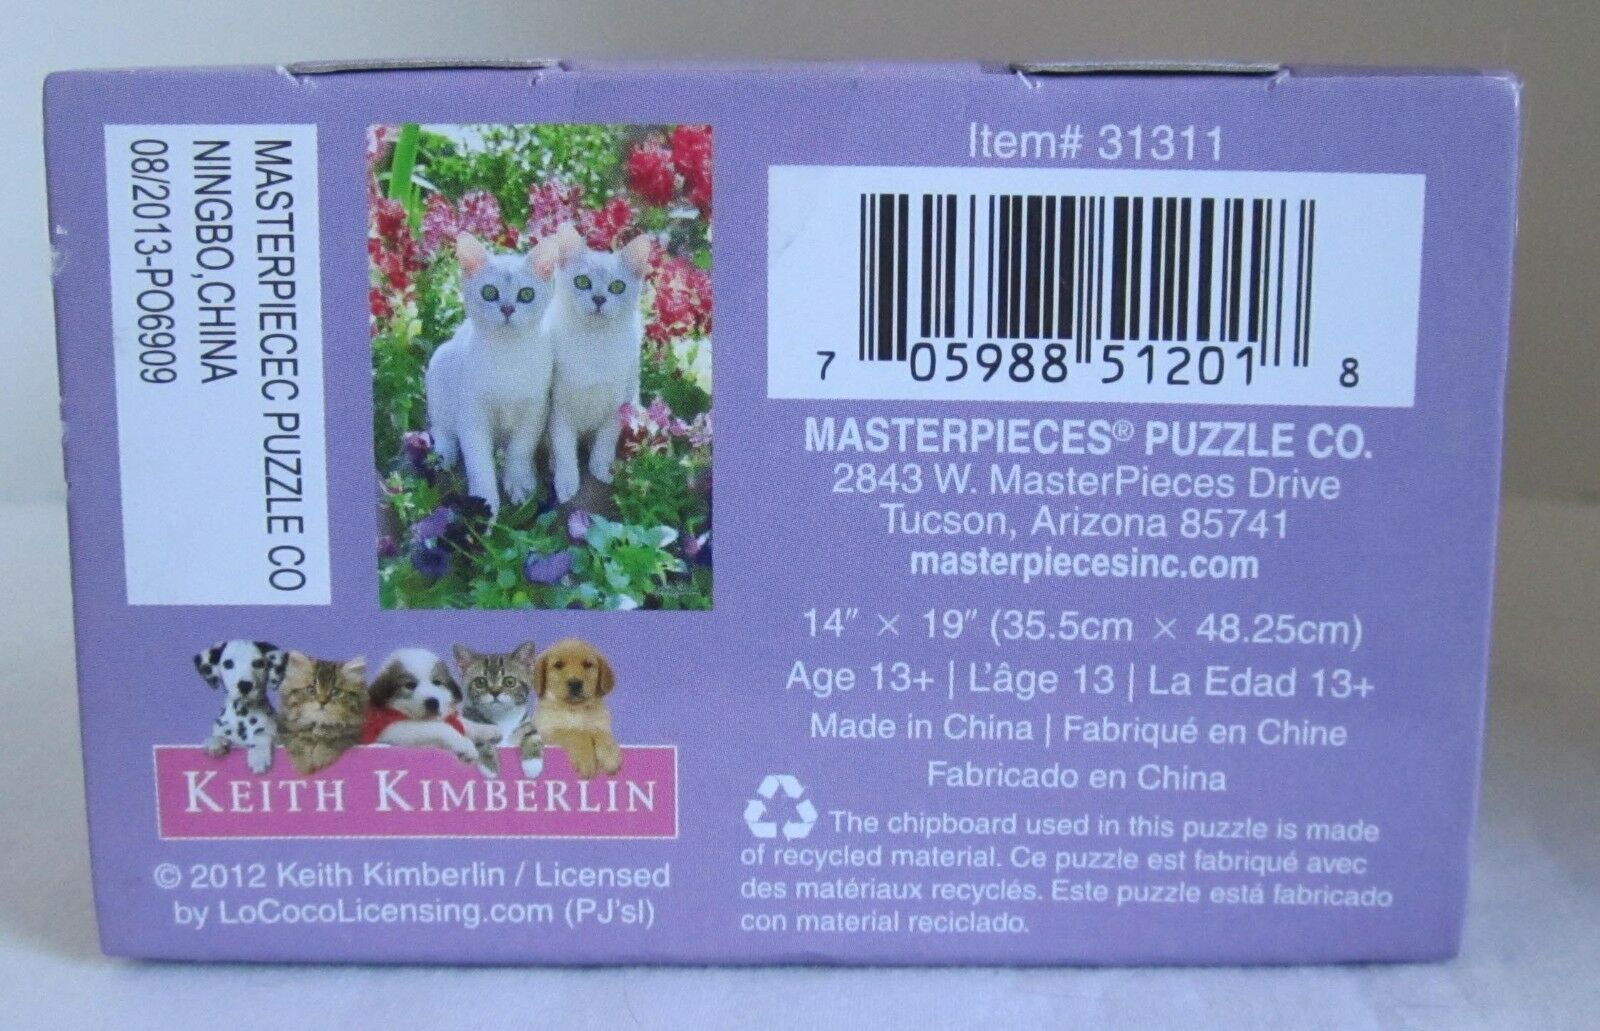 MASTERPIECEC PUZZLE CO
NINGBO,CHINA
08/2013-PO6909
KEITH KIMBERLIN
© 2012 Keith Kimberlin / Licensed
by LoCocoLicensing.com (PJ'sl)
Item# 31311
7 05988 51201 8
MASTERPIECES® PUZZLE CO.
2843 W. MasterPieces Drive
Tucson, Arizona 85741
masterpiecesinc.com
14" × 19" (35.5cm × 48.25cm)
Age 13+ | L'âge 13 | La Edad 13+
Made in China | Fabriqué en Chine
Fabricado en China
The chipboard used in this puzzle is made
of recycled material. Ce puzzle est fabriqué avec
des matériaux recyclés. Este puzzle está fabricado
con material reciclado.